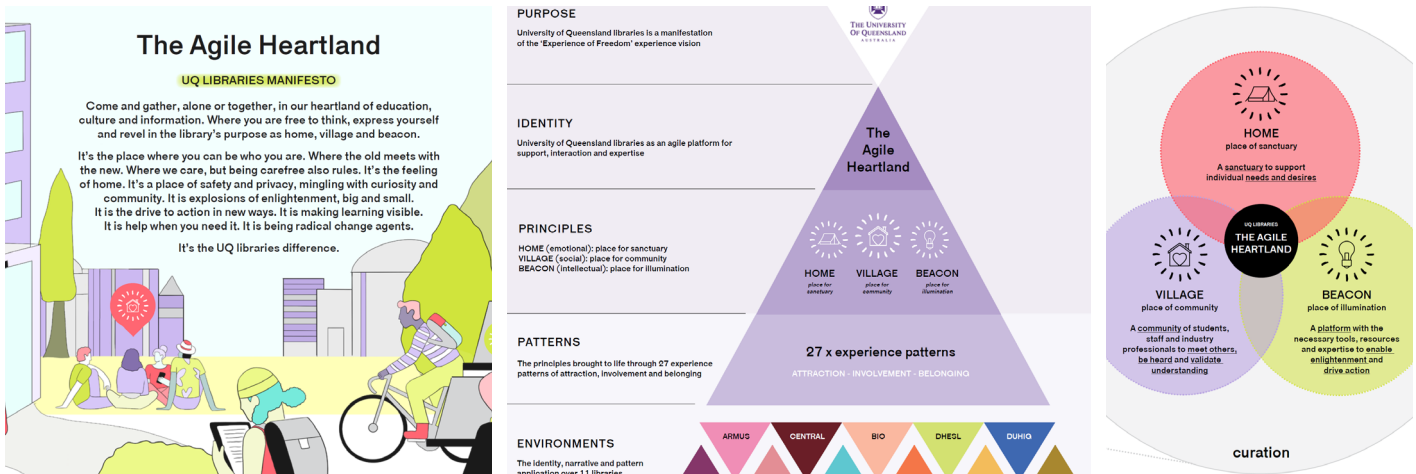 The Agile Heartland
UQ LIBRARIES MANIFESTO
Come and gather, alone or together, in our heartland of education,
culture and information. Where you are free to think, express yourself
and revel in the library's purpose as home, village and beacon.
It's the place where you can be who you are. Where the old meets with
the new. Where we care, but being carefree also rules. It's the feeling
of home. It's a place of safety and privacy, mingling with curiosity and
community. It is explosions of enlightenment, big and small.
It is the drive to action in new ways. It is making learning visible.
It is help when you need it. It is being radical change agents.
It's the UQ libraries difference.
PURPOSE
University of Queensland libraries is a manifestation
of the 'Experience of Freedom' experience vision
THE UNIVERSITY
OF QUEENSLAND
AUSTRALIA
IDENTITY
University of Queensland libraries as an agile platform for
support, interaction and expertise
The
Agile
Heartland
PRINCIPLES
HOME (emotional): place for sanctuary
VILLAGE (social): place for community
BEACON (intellectual): place for illumination
HOME
place for
sanctuary
VILLAGE
place for
community
BEACON
place for
illumination
PATTERNS
The principles brought to life through 27 experience
patterns of attraction, involvement and belonging
27 x experience patterns
ATTRACTION - INVOLVEMENT - BELONGING
ENVIRONMENTS
The identity, narrative and pattern
application over 11 libraries
ARMUS
CENTRAL
BIO
DHESL
DUHIG
HOME
place of sanctuary
A sanctuary to support
individual needs and desires
UQ LIBRARIES
THE AGILE
HEARTLAND
VILLAGE
place of community
A community of students,
staff and industry
professionals to meet others,
be heard and validate
understanding
BEACON
place of illumination
A platform with the
necessary tools, resources
and expertise to enable
enlightenment and
drive action
curation